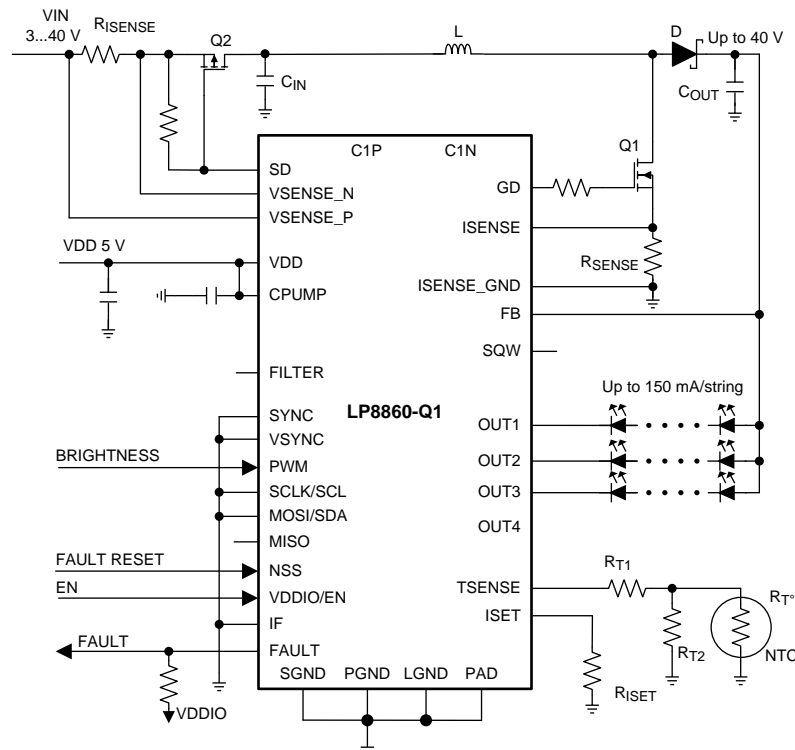 VIN
3...40 V
RISENSE
Q2
L
D
Up to 40 V
CIN
COUT
C1P
C1N
Q1
SD
GD
VSENSE_N
VSENSE_P
ISENSE
RSENSE
VDD 5 V
VDD
CPUMP
ISENSE_GND
FB
SQW
FILTER
Up to 150 mA/string
LP8860-Q1
SYNC
OUT1
VSYNC
BRIGHTNESS
PWM
OUT2
SCLK/SCL
OUT3
MOSI/SDA
OUT4
MISO
FAULT RESET
NSS
RT1
TSENSE
EN
VDDIO/EN
RT°
ISET
IF
RT2
NTC
FAULT
FAULT
SGND
PGND
LGND
PAD
RISET
VDDIO